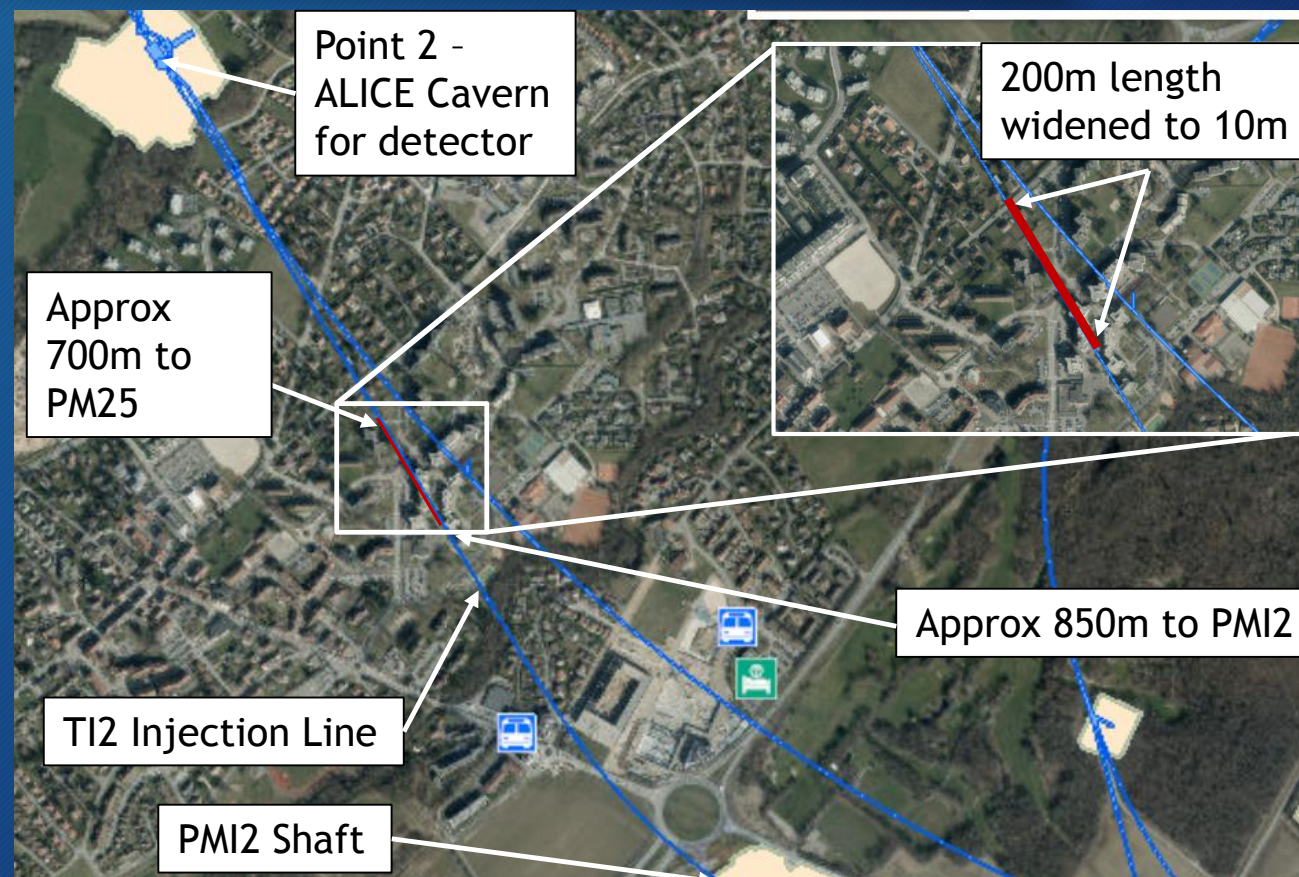 Point 2 –
ALICE Cavern
for detector
200m length
widened to 10m
Approx
700m to
PM25
Approx 850m to PMI2
TI2 Injection Line
PMI2 Shaft